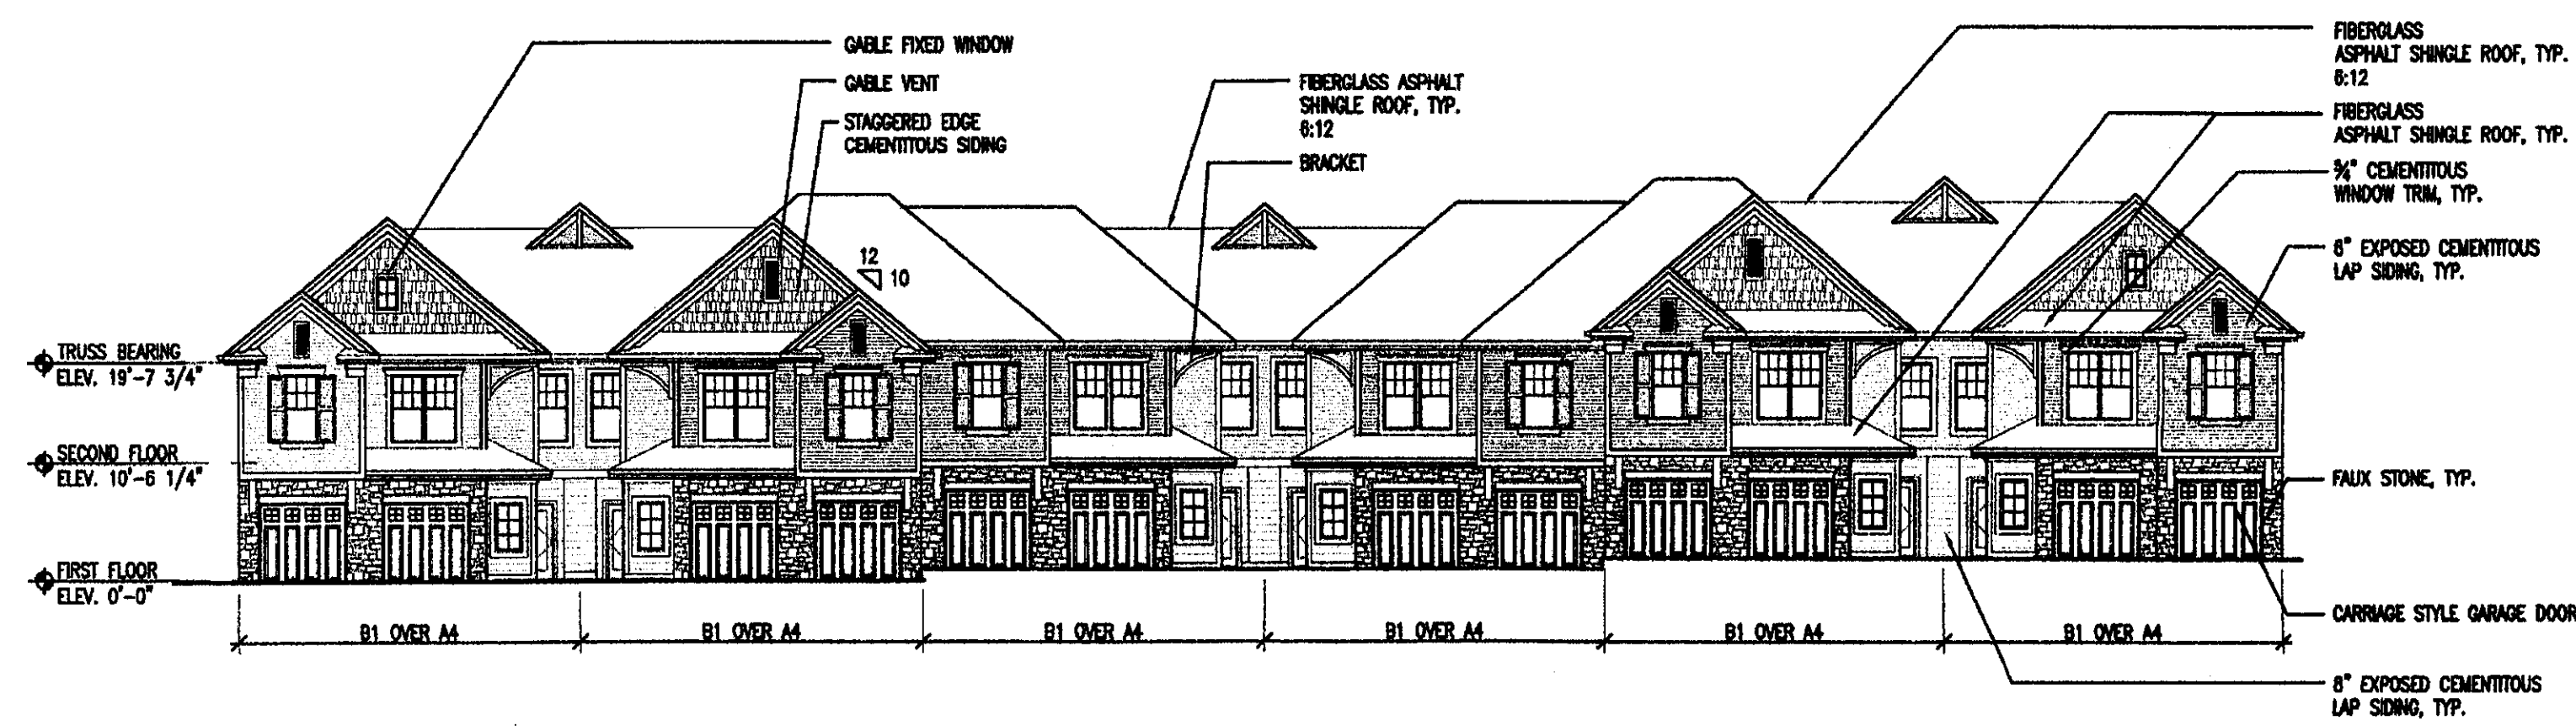 GABLE FIXED WINDOW
GABLE VENT
STAGGERED EDGE
CEMENTITOUS SIDING
FIBERGLASS ASPHALT
SHINGLE ROOF, TYP.
6:12
BRACKET
FIBERGLASS
ASPHALT SHINGLE ROOF, TYP.
6:12
FIBERGLASS
ASPHALT SHINGLE ROOF, TYP.
CEMENTITOUS
WINDOW TRIM, TYP.
8" EXPOSED CEMENTITOUS
LAP SIDING, TYP.
12
10
TRUSS BEARING
ELEV. 19'-7 3/4"
SECOND FLOOR
ELEV. 10'-6 1/4"
FIRST FLOOR
ELEV. 0'-0"
FAUX STONE, TYP.
CARRIAGE STYLE GARAGE DOOR
B1 OVER A4
B1 OVER A4
B1 OVER A4
B1 OVER A4
B1 OVER A4
B1 OVER A4
8" EXPOSED CEMENTITOUS
LAP SIDING, TYP.